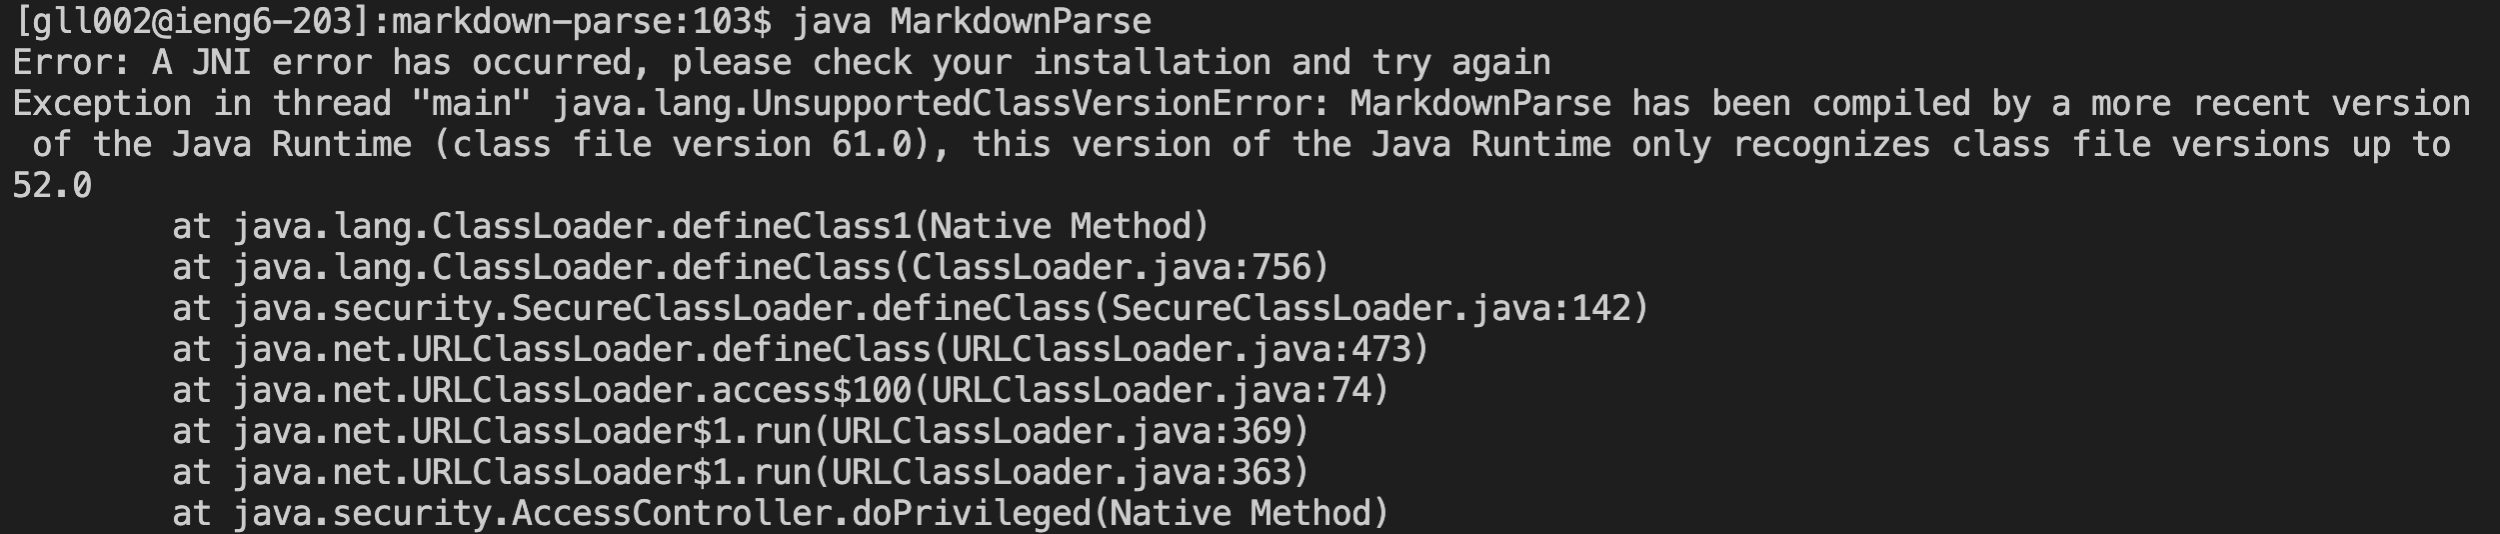 [gll002@ieng6-203]:markdown-parse:103$ java MarkdownParse
Error: A JNI error has occurred, please check your installation and try again
Exception in thread "main" java.lang.UnsupportedClassVersionError: MarkdownParse has been compiled by a more recent version
 of the Java Runtime (class file version 61.0), this version of the Java Runtime only recognizes class file versions up to
52.0
        at java.lang.ClassLoader.defineClass1(Native Method)
        at java.lang.ClassLoader.defineClass(ClassLoader.java:756)
        at java.security.SecureClassLoader.defineClass(SecureClassLoader.java:142)
        at java.net.URLClassLoader.defineClass(URLClassLoader.java:473)
        at java.net.URLClassLoader.access$100(URLClassLoader.java:74)
        at java.net.URLClassLoader$1.run(URLClassLoader.java:369)
        at java.net.URLClassLoader$1.run(URLClassLoader.java:363)
        at java.security.AccessController.doPrivileged(Native Method)